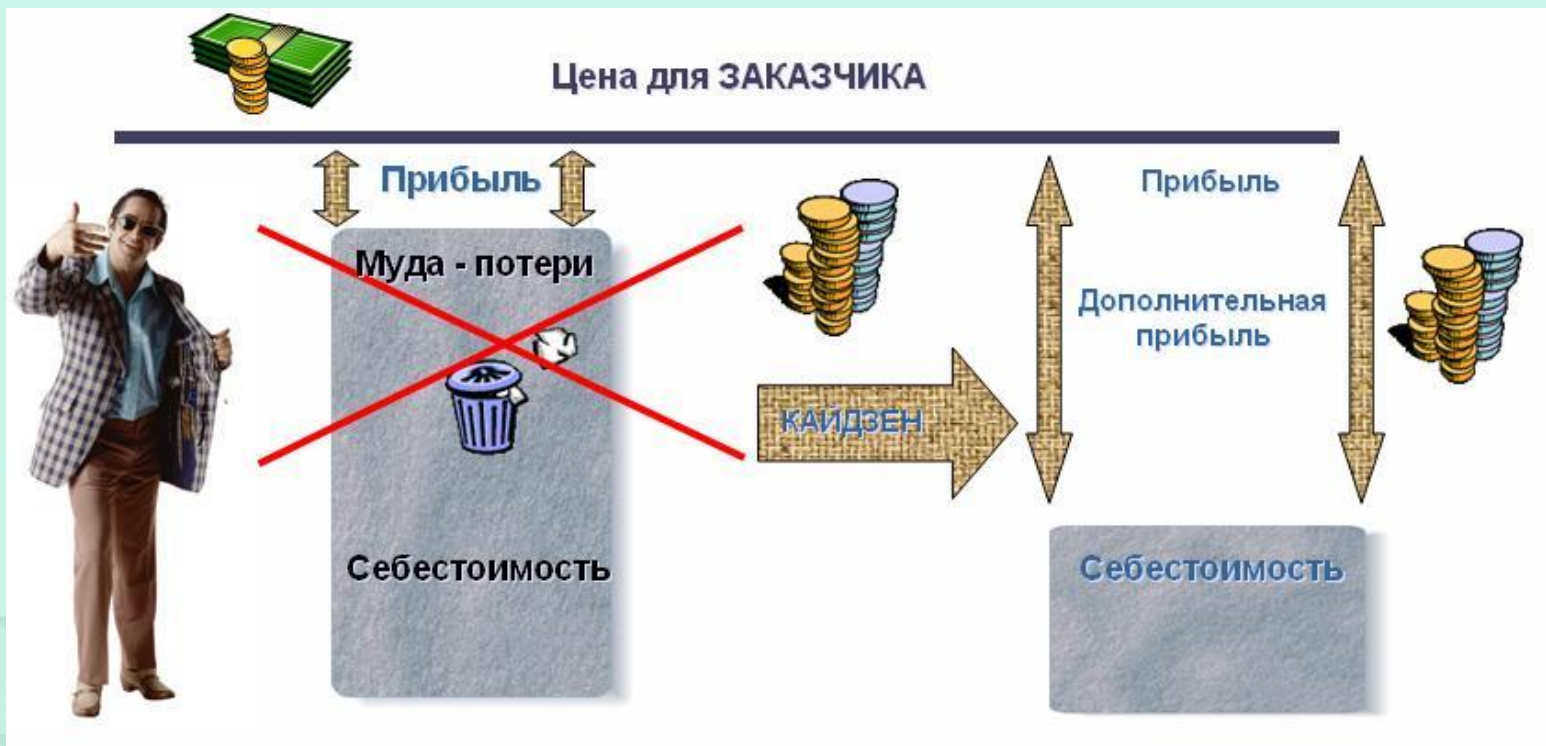 Цена для ЗАКАЗЧИКА
Прибыль
Муда - потери
Себестоимость
КАЙДЗЕН
Прибыль
Дополнительная
прибыль
Себестоимость